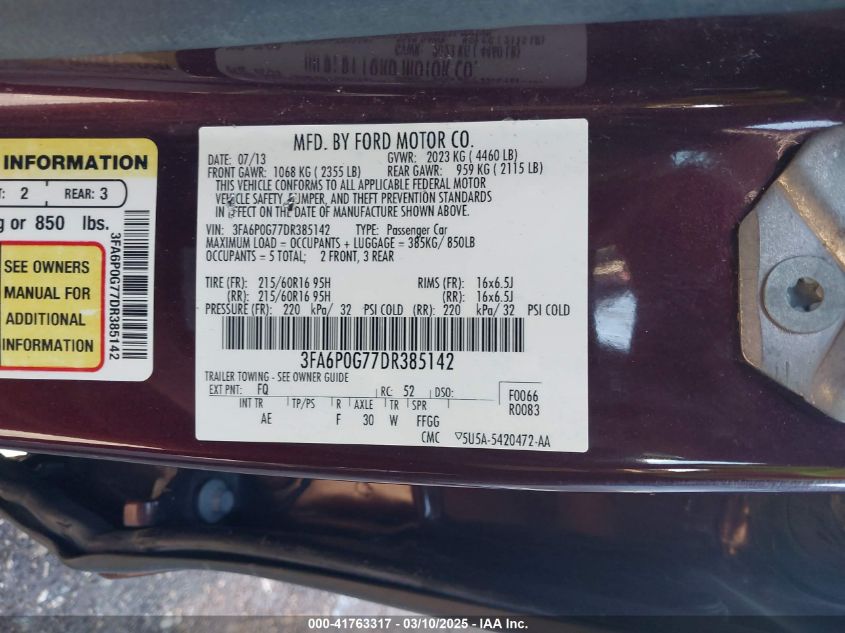 INFORMATION
T: 2 REAR: 3
g or 850 lbs.
SEE OWNERS
MANUAL FOR
ADDITIONAL
INFORMATION
3FA6P0G77DR385142
MFD. BY FORD MOTOR CO.
DATE: 07/13 GVWR: 2023 KG ( 4460 LB)
FRONT GAWR: 1068 KG ( 2355 LB) REAR GAWR: 959 KG ( 2115 LB)
THIS VEHICLE CONFORMS TO ALL APPLICABLE FEDERAL MOTOR
VEHICLE SAFETY, BUMPER, AND THEFT PREVENTION STANDARDS
IN EFFECT ON THE DATE OF MANUFACTURE SHOWN ABOVE.
VIN: 3FA6P0G77DR385142 TYPE: Passenger Car
MAXIMUM LOAD = OCCUPANTS + LUGGAGE = 385KG/ 850LB
OCCUPANTS = 5 TOTAL; 2 FRONT, 3 REAR
TIRE (FR): 215/60R16 95H RIMS (FR): 16x6.5J
(RR): 215/60R16 95H (RR): 16x6.5J
PRESSURE (FR): 220 kPa/ 32 PSI COLD (RR): 220 kPa/ 32 PSI COLD
3FA6P0G77DR385142
TRAILER TOWING - SEE OWNER GUIDE
EXT PNT: FQ RC: 52 DSO: F0066
INT TR TP/PS R AXLE TR SPR R0083
AE F 30 W FFGG
CMC 5U5A-5420472-AA
000-41763317 - 03/10/2025 - IAA Inc.